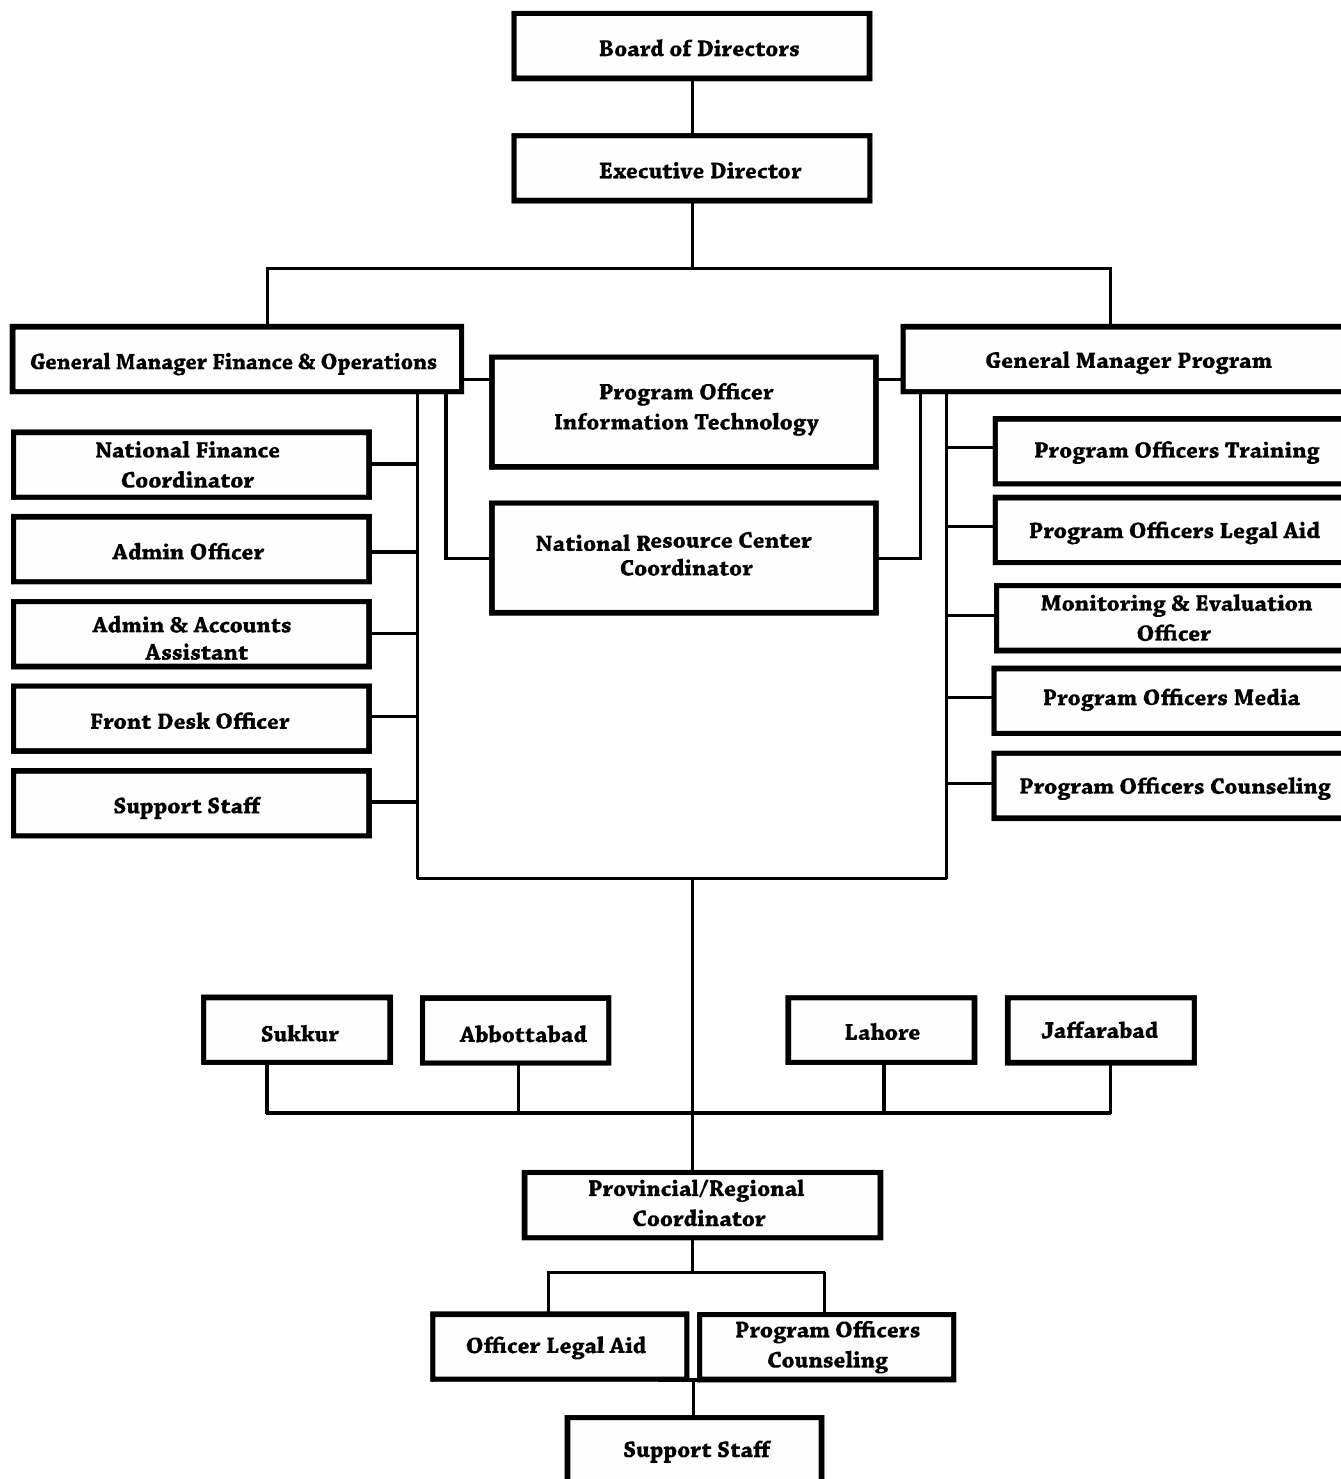 Board of Directors
Executive Director
General Manager Finance & Operations
General Manager Program
Program Officer
Information Technology
National Resource Center
Coordinator
National Finance
Coordinator
Admin Officer
Admin & Accounts
Assistant
Front Desk Officer
Support Staff
Program Officers Training
Program Officers Legal Aid
Monitoring & Evaluation
Officer
Program Officers Media
Program Officers Counseling
Sukkur
Abbottabad
Lahore
Jaffarabad
Provincial/Regional
Coordinator
Officer Legal Aid
Program Officers
Counseling
Support Staff